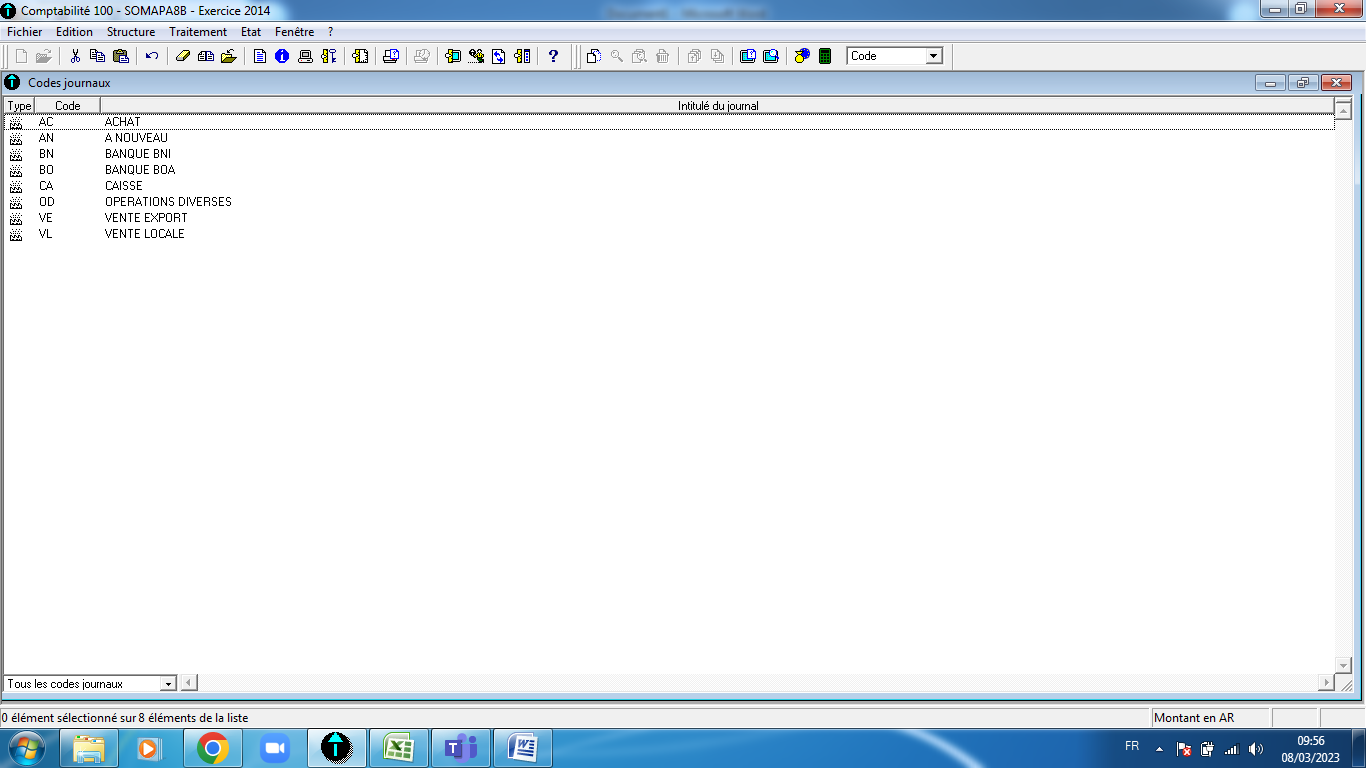 Comptabilité 100 - SOMAPA8B - Exercice 2014
Fichier Edition Structure Traitement Etat Fenêtre ?
Code
Codes journaux
Type Code Intitulé du journal
AC ACHAT
AN A NOUVEAU
BN BANQUE BNI
BO BANQUE BOA
CA CAISSE
OD OPERATIONS DIVERSES
VE VENTE EXPORT
VL VENTE LOCALE
Tous les codes journaux
0 élément sélectionné sur 8 éléments de la liste
Montant en AR
FR
09:56
08/03/2023